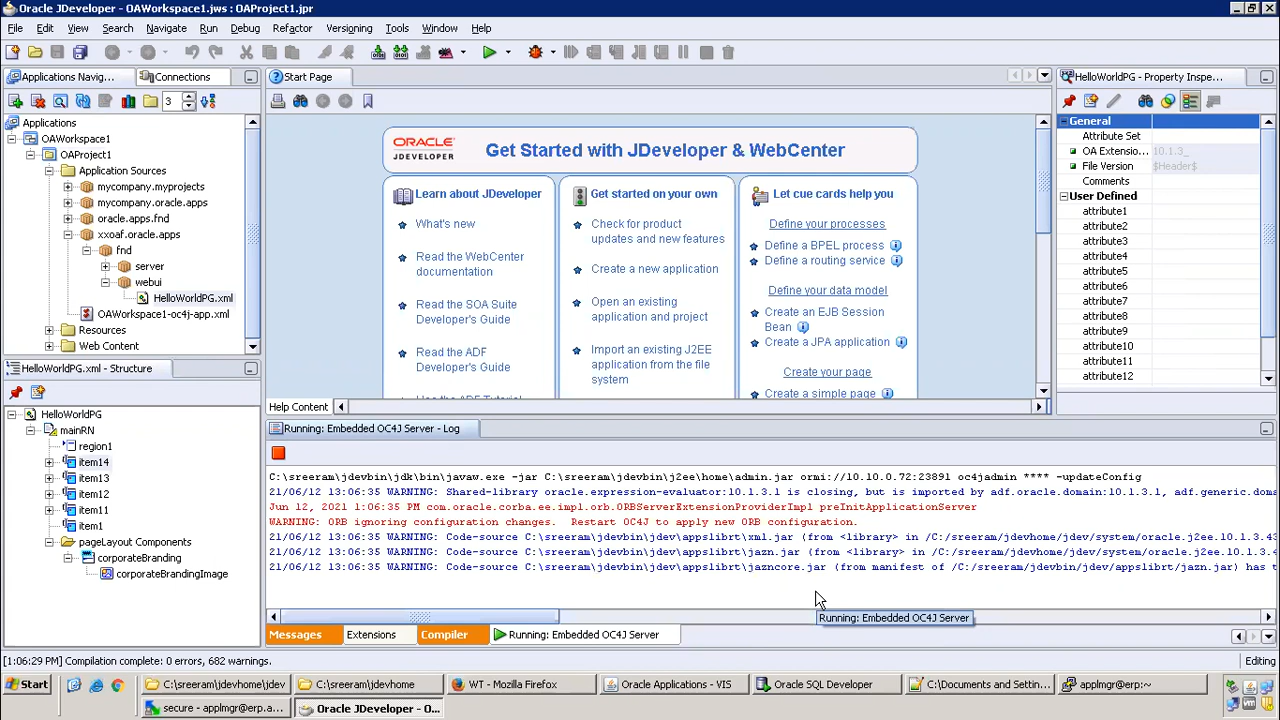 Oracle JDeveloper - OAWorkspace1.jws : OAProject1.jpr
File Edit View Search Navigate Run Debug Refactor Versioning Tools Window Help
Applications Navig...
Connections
3
Applications
OAWorkspace1
OAProject1
Application Sources
mycompany.myprojects
mycompany.oracle.apps
oracle.apps.fnd
xxoaf.oracle.apps
fnd
server
webui
HelloWorldPG.xml
OAWorkspace1-oc4j-app.xml
Resources
Web Content
HelloWorldPG.xml - Structure
HelloWorldPG
mainRN
region1
item14
item13
item12
item11
item1
pageLayout Components
corporateBranding
corporateBrandingImage
Start Page
ORACLE
JDEVELOPER
Get Started with JDeveloper & WebCenter
Learn about JDeveloper
What's new
Read the WebCenter
documentation
Read the SOA Suite
Developer's Guide
Read the ADF
Developer's Guide
Get started on your own
Check for product
updates and new features
Create a new application
Open an existing
application and project
Import an existing J2EE
application from the file
system
Let cue cards help you
Define your processes
Define a BPEL process
Define a routing service
Define your data model
Create an EJB Session
Bean
Create a JPA application
Create your page
Create a simple page
Help Content
HelloWorldPG - Property Inspe...
General
Attribute Set
OA Extensio... 10.1.3_
File Version $Header$
Comments
User Defined
attribute1
attribute2
attribute3
attribute4
attribute5
attribute6
attribute7
attribute8
attribute9
attribute10
attribute11
attribute12
Running: Embedded OC4J Server - Log
C:\sreeram\jdevbin\jdk\bin\javaw.exe -jar C:\sreeram\jdevbin\j2ee\home\admin.jar ormi://10.10.0.72:23891 oc4jadmin **** -updateConfig
21/06/12 13:06:35 WARNING: Shared-library oracle.expression-evaluator:10.1.3.1 is closing, but is imported by adf.oracle.domain:10.1.3.1, adf.generic.doma
Jun 12, 2021 1:06:35 PM com.oracle.corba.ee.impl.orb.ORBServerExtensionProviderImpl preInitApplicationServer
WARNING: ORB ignoring configuration changes. Restart OC4J to apply new ORB configuration.
21/06/12 13:06:35 WARNING: Code-source C:\sreeram\jdevbin\jdev\appslibrt\xml.jar (from <library> in /C:/sreeram/jdevhome/jdev/system/oracle.j2ee.10.1.3.4
21/06/12 13:06:35 WARNING: Code-source C:\sreeram\jdevbin\jdev\appslibrt\jazn.jar (from <library> in /C:/sreeram/jdevhome/jdev/system/oracle.j2ee.10.1.3.
21/06/12 13:06:35 WARNING: Code-source C:\sreeram\jdevbin\jdev\appslibrt\jazncore.jar (from manifest of /C:/sreeram/jdevbin/jdev/appslibrt/jazn.jar) has t
Running: Embedded OC4J Server
Messages Extensions Compiler Running: Embedded OC4J Server
[1:06:29 PM] Compilation complete: 0 errors, 682 warnings.
Editing
Start
C:\sreeram\jdevhome\jdev
C:\sreeram\jdevhome
WT - Mozilla Firefox
Oracle Applications - VIS
Oracle SQL Developer
C:\Documents and Settin...
applmgr@erp:~
secure - applmgr@erp.a...
Oracle JDeveloper - O...